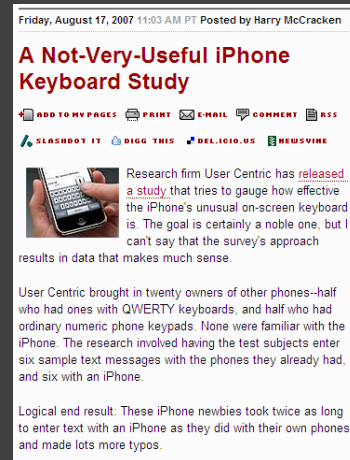 Friday, August 17, 2007 11:03 AM PT Posted by Harry McCracken
A Not-Very-Useful iPhone
Keyboard Study
ADD TO MY PAGES PRINT E-MAIL COMMENT RSS
SLASHDOT IT DIGG THIS DEL.ICIO.US NEWSVINE
Research firm User Centric has released
a study that tries to gauge how effective
the iPhone's unusual on-screen keyboard
is. The goal is certainly a noble one, but I
can't say that the survey's approach
results in data that makes much sense.
User Centric brought in twenty owners of other phones--half
who had ones with QWERTY keyboards, and half who had
ordinary numeric phone keypads. None were familiar with the
iPhone. The research involved having the test subjects enter
six sample text messages with the phones they already had,
and six with an iPhone.
Logical end result: These iPhone newbies took twice as long
to enter text with an iPhone as they did with their own phones
and made lots more typos.